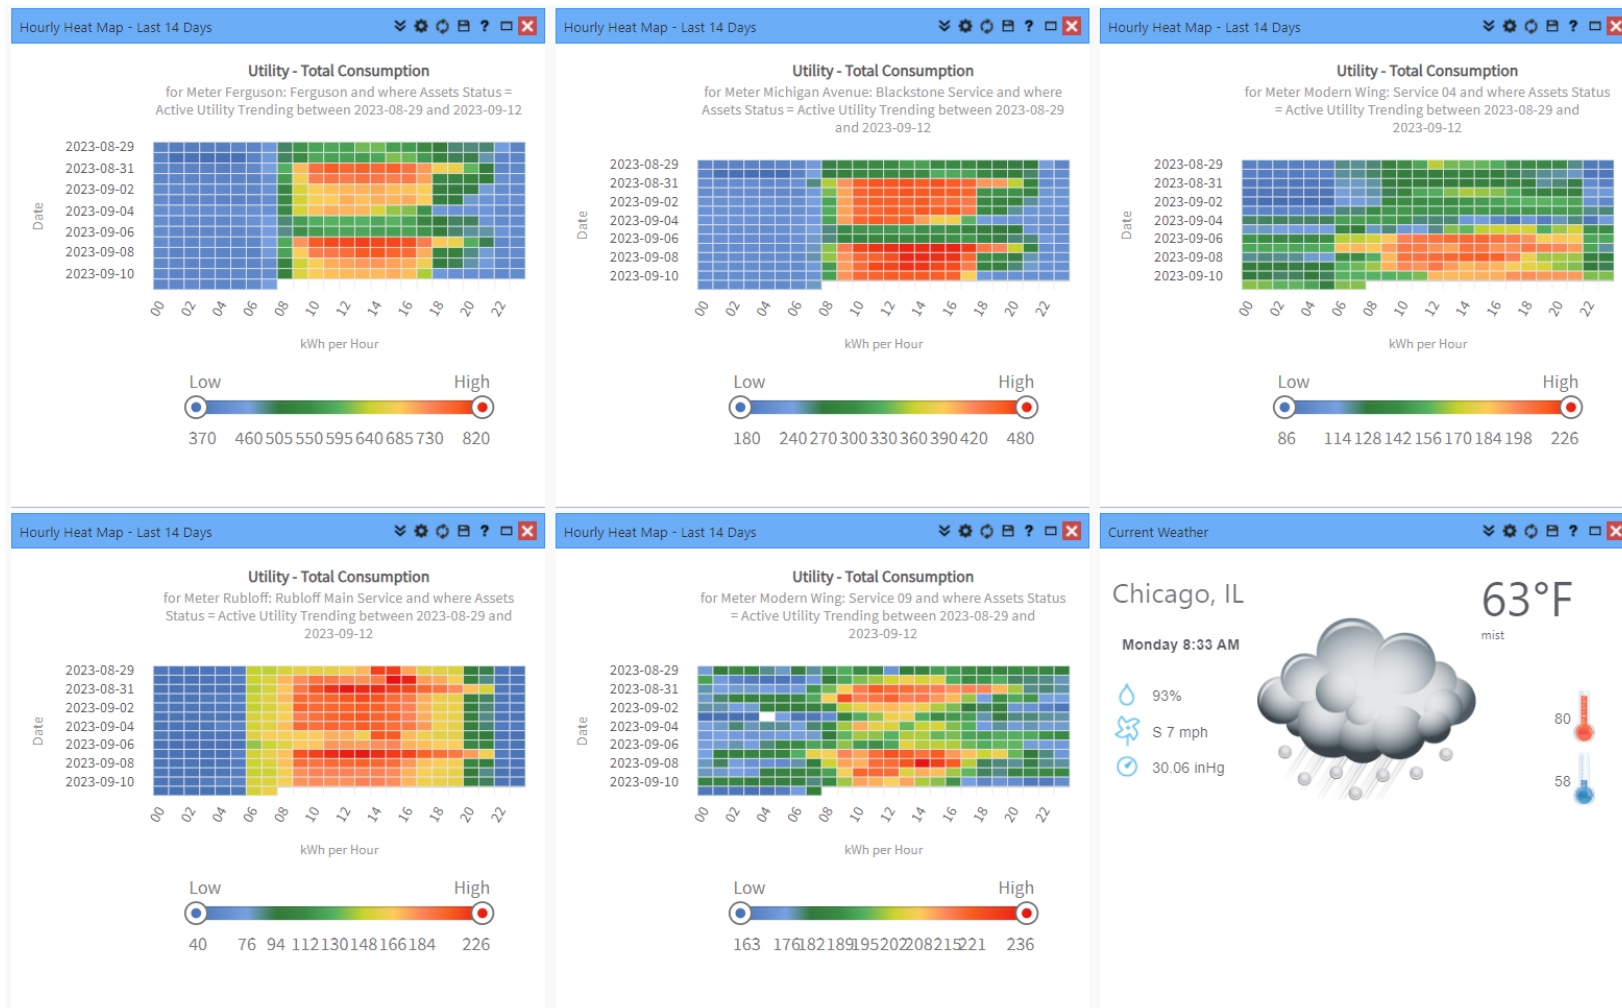 Hourly Heat Map - Last 14 Days
Utility - Total Consumption
for Meter Ferguson: Ferguson and where Assets Status =
Active Utility Trending between 2023-08-29 and 2023-09-12
2023-08-29
2023-08-31
2023-09-02
2023-09-04
2023-09-06
2023-09-08
2023-09-10
Date
00 02 04 06 08 10 12 14 16 18 20 22
kWh per Hour
Low High
370 460 505 550 595 640 685 730 820
Hourly Heat Map - Last 14 Days
Utility - Total Consumption
for Meter Michigan Avenue: Blackstone Service and where
Assets Status = Active Utility Trending between 2023-08-29
and 2023-09-12
2023-08-29
2023-08-31
2023-09-02
2023-09-04
2023-09-06
2023-09-08
2023-09-10
Date
00 02 04 06 08 10 12 14 16 18 20 22
kWh per Hour
Low High
180 240 270 300 330 360 390 420 480
Hourly Heat Map - Last 14 Days
Utility - Total Consumption
for Meter Modern Wing: Service 04 and where Assets Status
= Active Utility Trending between 2023-08-29 and
2023-09-12
2023-08-29
2023-08-31
2023-09-02
2023-09-04
2023-09-06
2023-09-08
2023-09-10
Date
00 02 04 06 08 10 12 14 16 18 20 22
kWh per Hour
Low High
86 114 128 142 156 170 184 198 226
Hourly Heat Map - Last 14 Days
Utility - Total Consumption
for Meter Rubloff: Rubloff Main Service and where Assets
Status = Active Utility Trending between 2023-08-29 and
2023-09-12
2023-08-29
2023-08-31
2023-09-02
2023-09-04
2023-09-06
2023-09-08
2023-09-10
Date
00 02 04 06 08 10 12 14 16 18 20 22
kWh per Hour
Low High
40 76 94 112 130 148 166 184 226
Hourly Heat Map - Last 14 Days
Utility - Total Consumption
for Meter Modern Wing: Service 09 and where Assets Status
= Active Utility Trending between 2023-08-29 and
2023-09-12
2023-08-29
2023-08-31
2023-09-02
2023-09-04
2023-09-06
2023-09-08
2023-09-10
Date
00 02 04 06 08 10 12 14 16 18 20 22
kWh per Hour
Low High
163 176 182 189 195 202 208 215 221 236
Current Weather
Chicago, IL
63°F
mist
Monday 8:33 AM
93%
S 7 mph
30.06 inHg
80
58